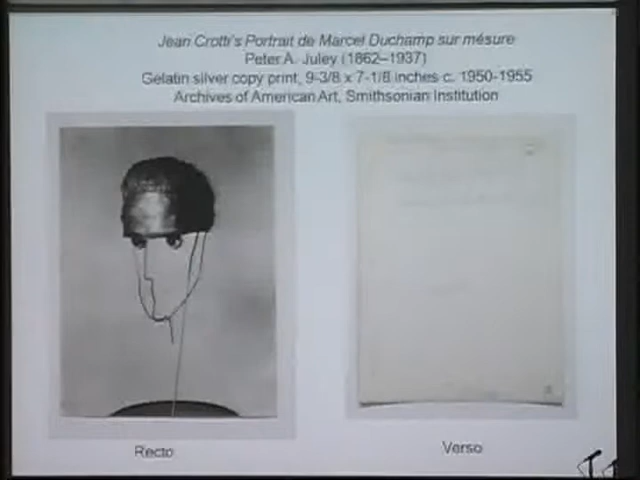 Jean Crotti's Portrait de Marcel Duchamp sur mésure
Peter A. Juley (1862–1937)
Gelatin silver copy print, 9-3/8 x 7-1/8 inches c. 1950-1955
Archives of American Art, Smithsonian Institution
Recto
Verso